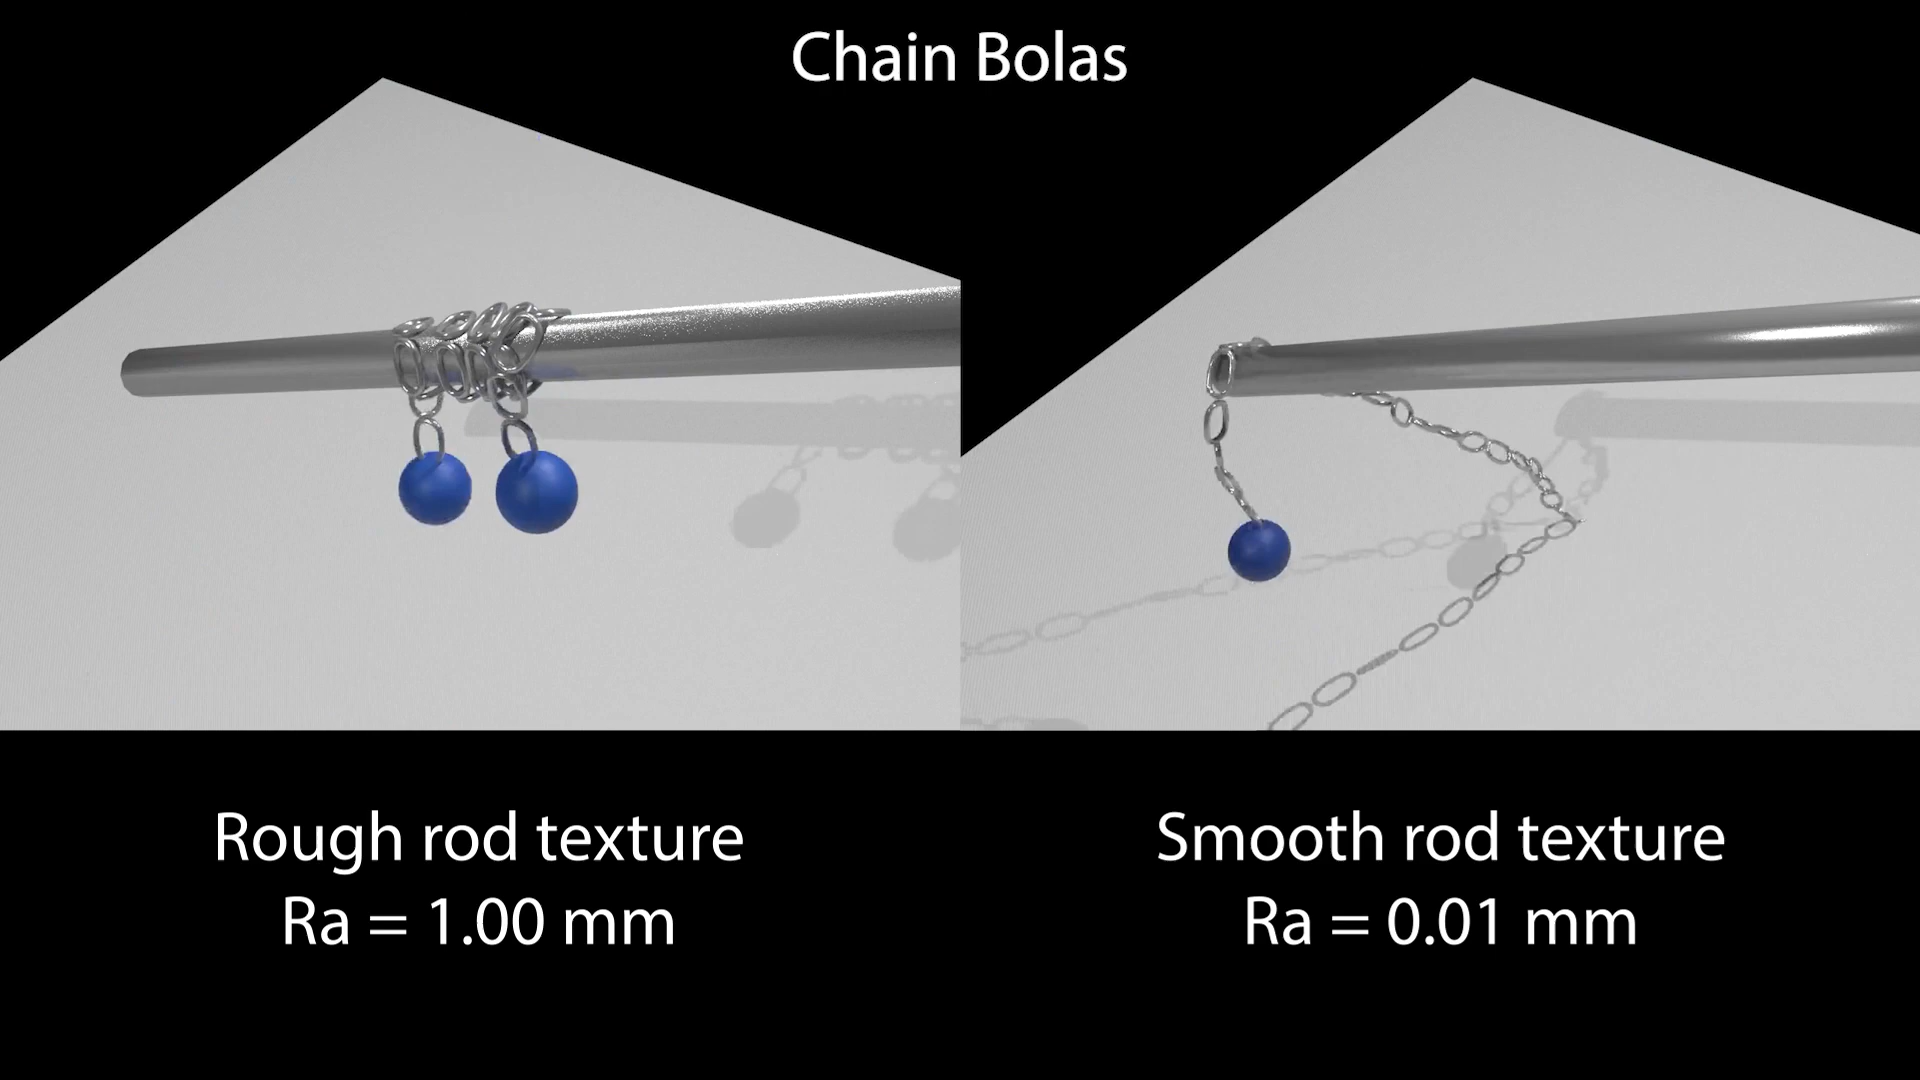 Chain Bolas
Rough rod texture
Ra = 1.00 mm
Smooth rod texture
Ra = 0.01 mm